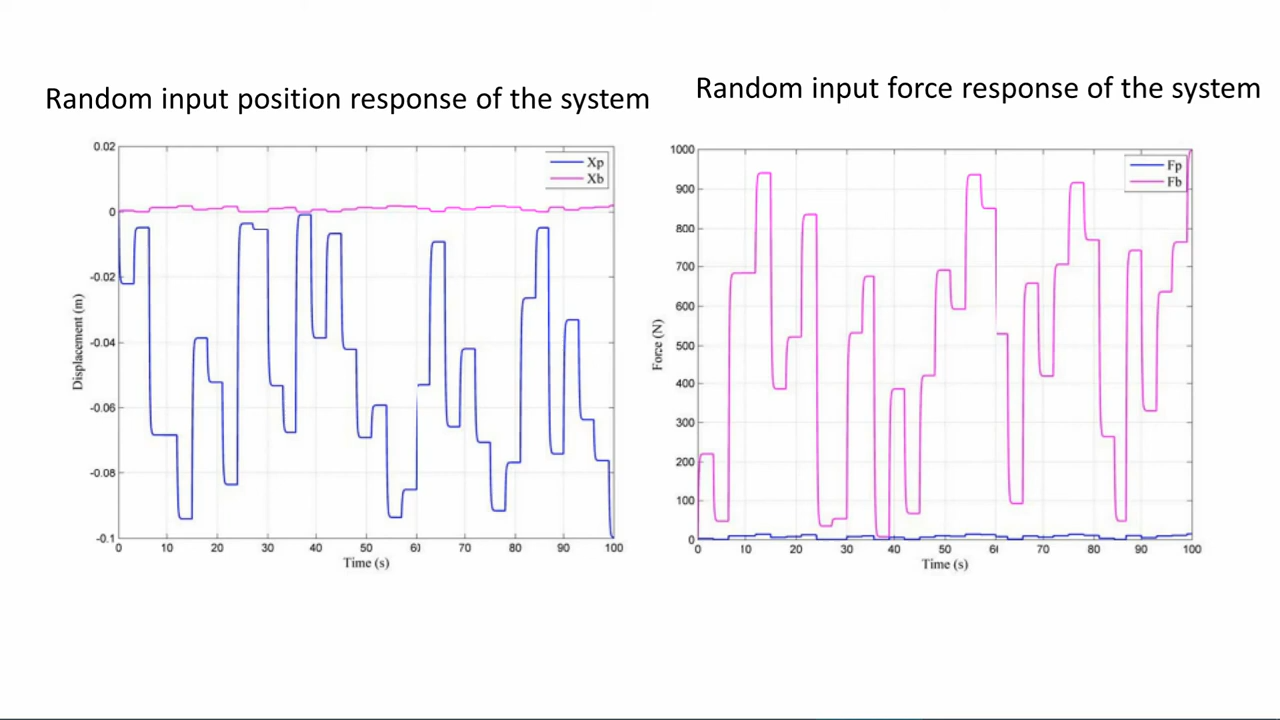 Random input position response of the system
Random input force response of the system
0.02
0
-0.02
-0.04
-0.06
-0.08
-0.1
Displacement (m)
Xp
Xb
0 10 20 30 40 50 60 70 80 90 100
Time (s)
1000
900
800
700
600
500
400
300
200
100
0
Force (N)
Fp
Fb
0 10 20 30 40 50 60 70 80 90 100
Time (s)